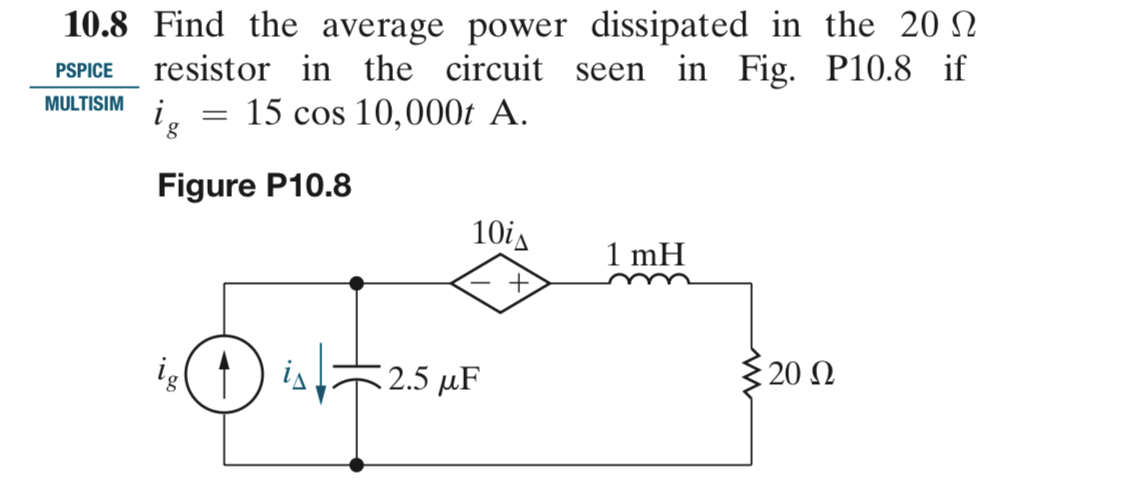 10.8 Find the average power dissipated in the 20 Ω
PSPICE resistor in the circuit seen in Fig. P10.8 if
MULTISIM i_g = 15 cos 10,000t A.
Figure P10.8
10i_Δ
1 mH
− +
i_g
i_Δ
2.5 μF
20 Ω